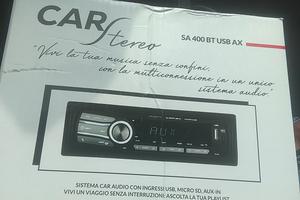 CAR
Stereo
SA 400 BT USB AX
"Vivi la tua musica senza confini,
con la multiconnessione in un unico
sistema audio"
AUX
SISTEMA CAR AUDIO CON INGRESSI USB, MICRO SD, AUX-IN
VIVI UN VIAGGIO SENZA INTERRUZIONI: ASCOLTA LA TUA PLAYLIST